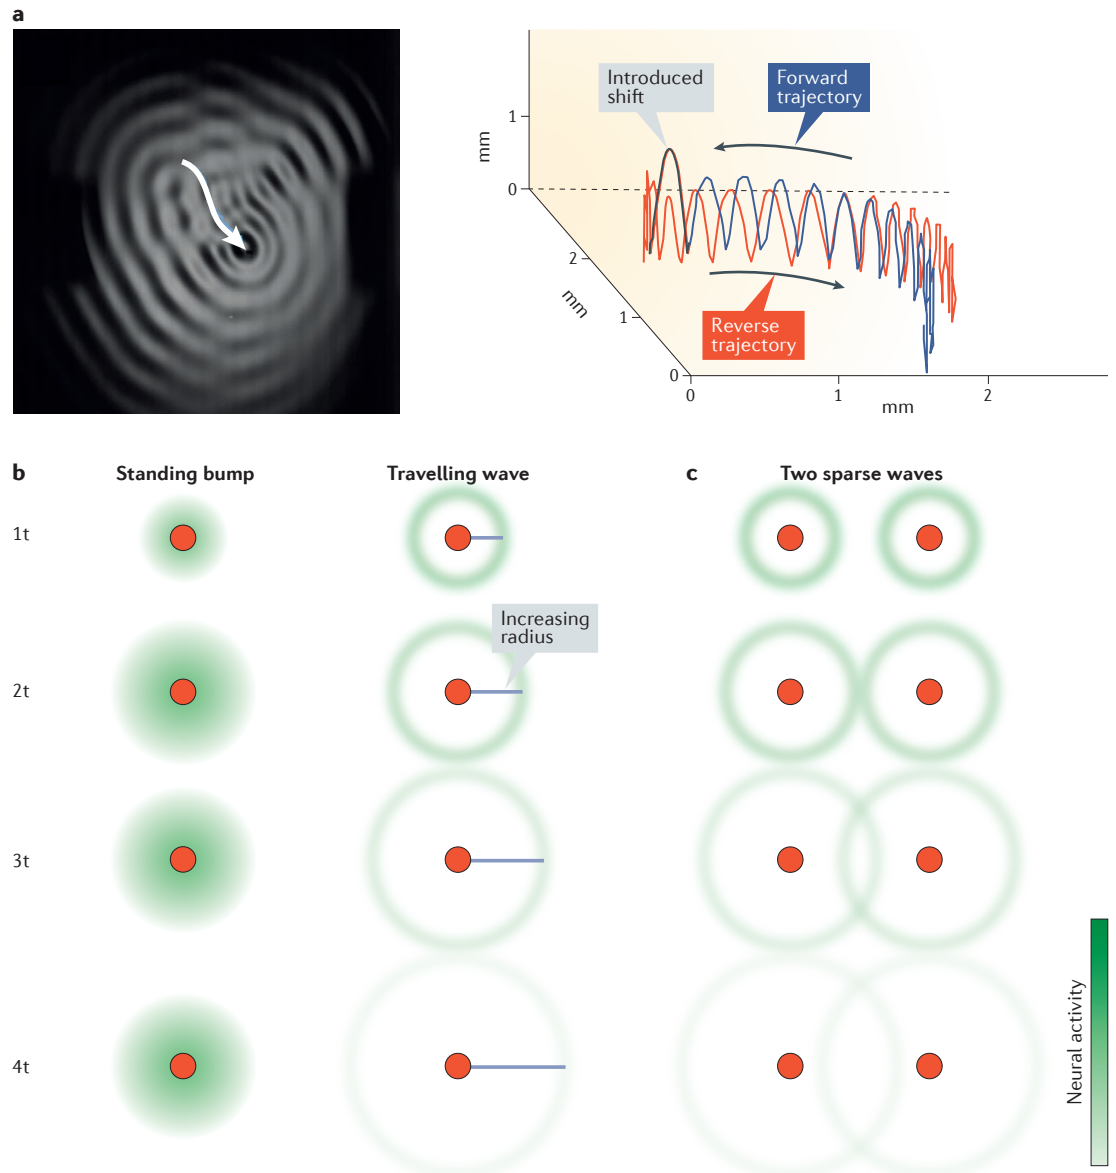 a
Introduced
shift
Forward
trajectory
1
mm
0
2
mm
1
Reverse
trajectory
0
0
1
2
mm
b
Standing bump
Travelling wave
c
Two sparse waves
1t
Increasing
radius
2t
3t
4t
Neural activity